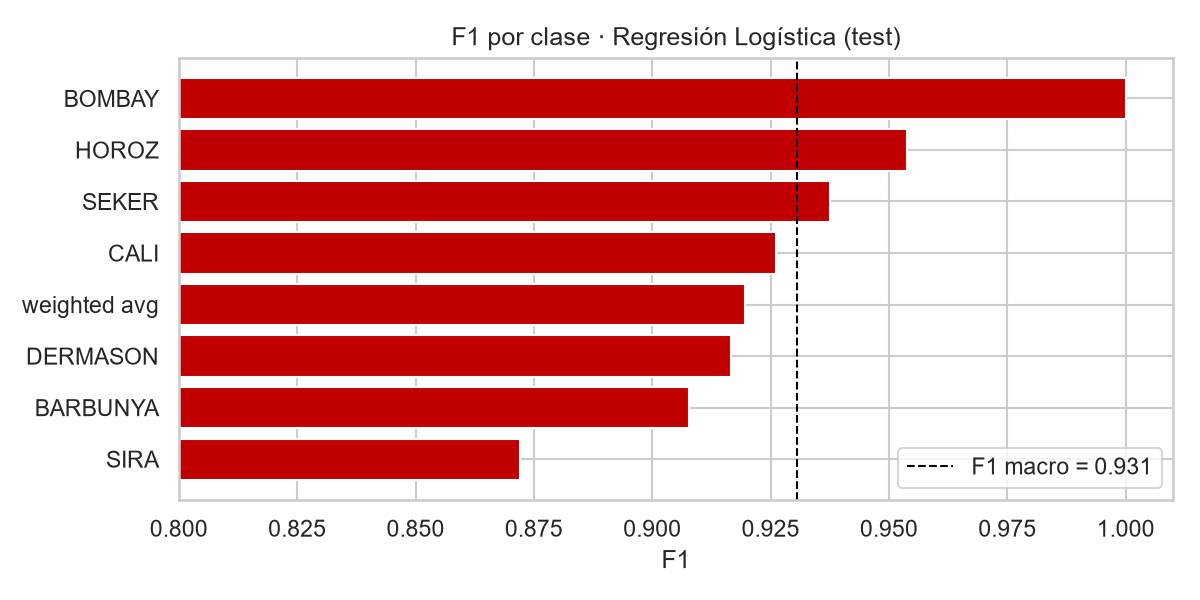 F1 por clase · Regresión Logística (test)
BOMBAY
HOROZ
SEKER
CALI
weighted avg
DERMASON
BARBUNYA
SIRA
F1 macro = 0.931
0.800 0.825 0.850 0.875 0.900 0.925 0.950 0.975 1.000
F1